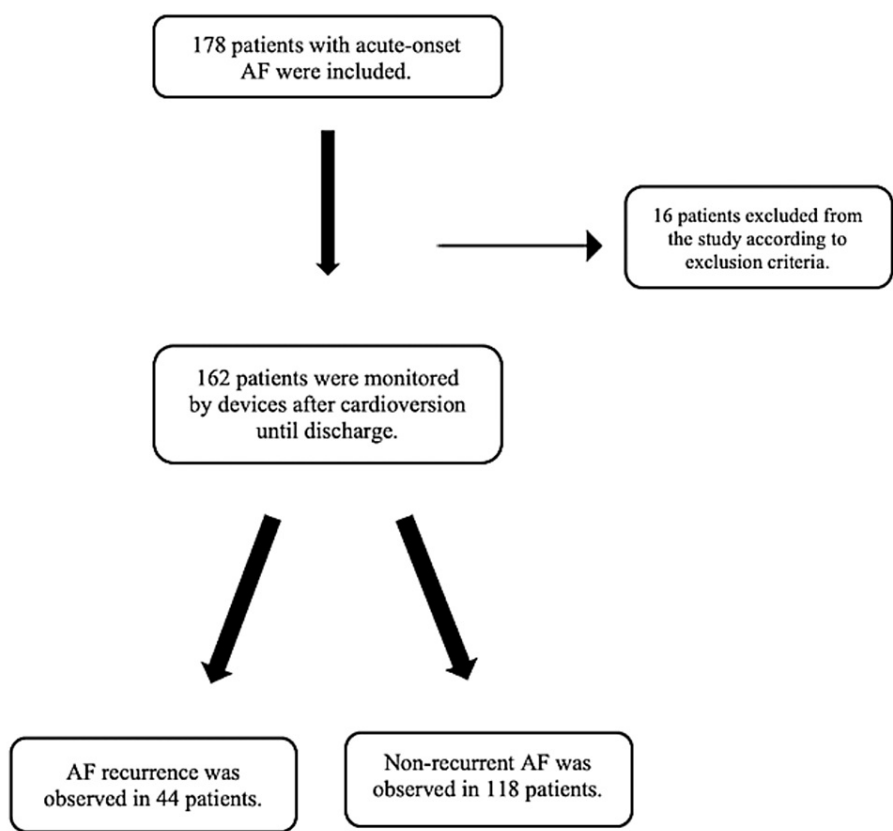 178 patients with acute-onset
AF were included.
16 patients excluded from
the study according to
exclusion criteria.
162 patients were monitored
by devices after cardioversion
until discharge.
AF recurrence was
observed in 44 patients.
Non-recurrent AF was
observed in 118 patients.